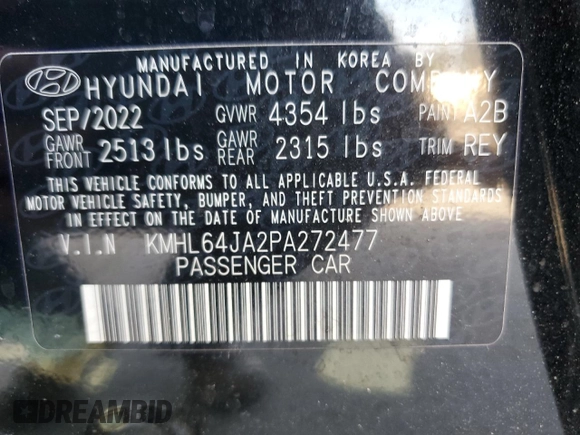 MANUFACTURED IN KOREA BY
HYUNDAI MOTOR COMPANY
SEP/2022 GVWR 4354 lbs PAINT A2B
GAWR FRONT 2513 lbs GAWR REAR 2315 lbs TRIM REY
THIS VEHICLE CONFORMS TO ALL APPLICABLE U.S.A. FEDERAL
MOTOR VEHICLE SAFETY, BUMPER, AND THEFT PREVENTION STANDARDS
IN EFFECT ON THE DATE OF MANUFACTURE SHOWN ABOVE
V.I.N KMHL64JA2PA272477
PASSENGER CAR
DREAMBID